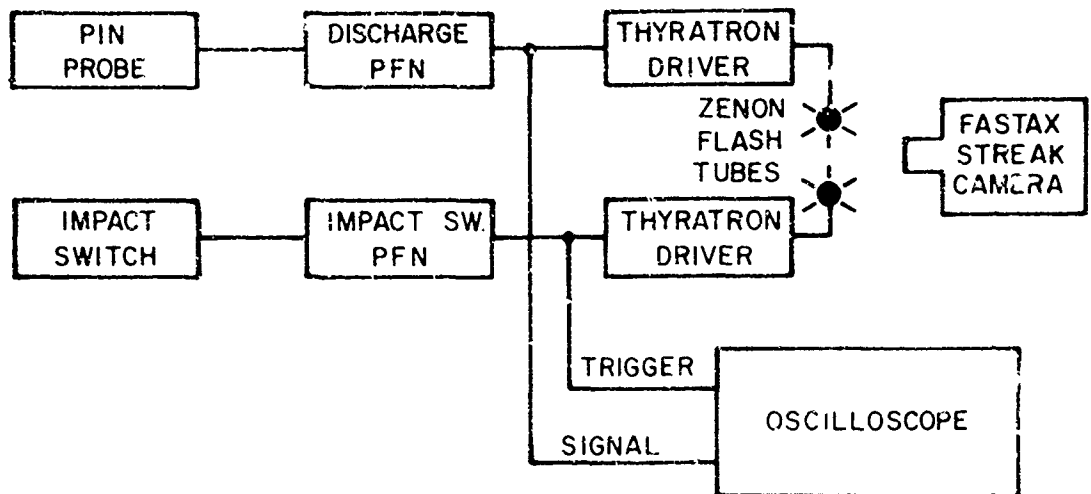 PIN
PROBE
DISCHARGE
PFN
THYRATRON
DRIVER
ZENON
FLASH
TUBES
FASTAX
STREAK
CAMERA
IMPACT
SWITCH
IMPACT SW.
PFN
THYRATRON
DRIVER
TRIGGER
OSCILLOSCOPE
SIGNAL